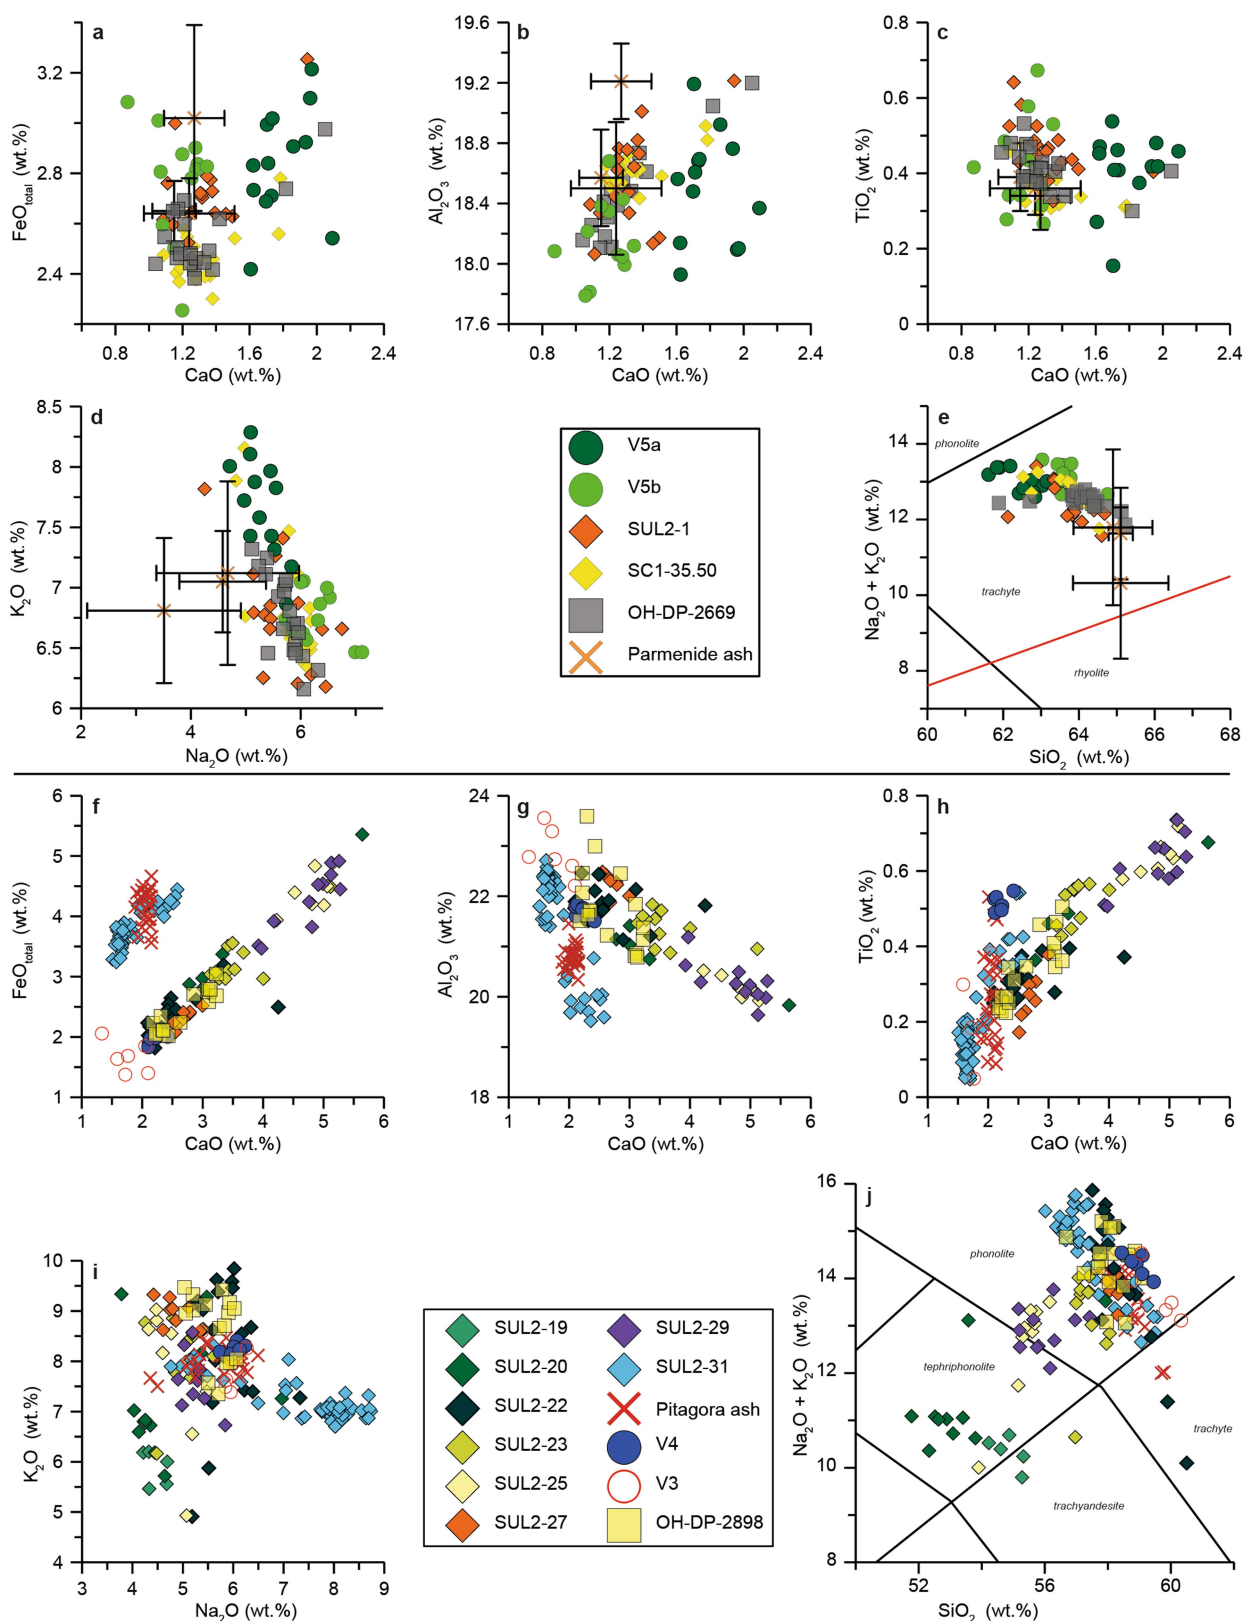 a
3.2
2.8
2.4
FeOtotal (wt.%)
0.8 1.2 1.6 2 2.4
CaO (wt.%)
b
19.6
19.2
18.8
18.4
18.0
17.6
Al2O3 (wt.%)
0.8 1.2 1.6 2 2.4
CaO (wt.%)
c
0.8
0.6
0.4
0.2
0
TiO2 (wt.%)
0.8 1.2 1.6 2 2.4
CaO (wt.%)
d
8.5
8
7.5
7
6.5
6
K2O (wt.%)
2 4 6
Na2O (wt.%)
V5a
V5b
SUL2-1
SC1-35.50
OH-DP-2669
Parmenide ash
e
phonolite
trachyte
rhyolite
14
12
10
8
Na2O + K2O (wt.%)
60 62 64 66 68
SiO2 (wt.%)
f
6
5
4
3
2
1
FeOtotal (wt.%)
1 2 3 4 5 6
CaO (wt.%)
g
24
22
20
18
Al2O3 (wt.%)
1 2 3 4 5 6
CaO (wt.%)
h
0.8
0.6
0.4
0.2
0
TiO2 (wt.%)
1 2 3 4 5 6
CaO (wt.%)
i
10
9
8
7
6
5
4
K2O (wt.%)
3 4 5 6 7 8 9
Na2O (wt.%)
SUL2-19
SUL2-20
SUL2-22
SUL2-23
SUL2-25
SUL2-27
SUL2-29
SUL2-31
Pitagora ash
V4
V3
OH-DP-2898
j
phonolite
tephriphonolite
trachyte
trachyandesite
16
14
12
10
8
Na2O + K2O (wt.%)
52 56 60
SiO2 (wt.%)